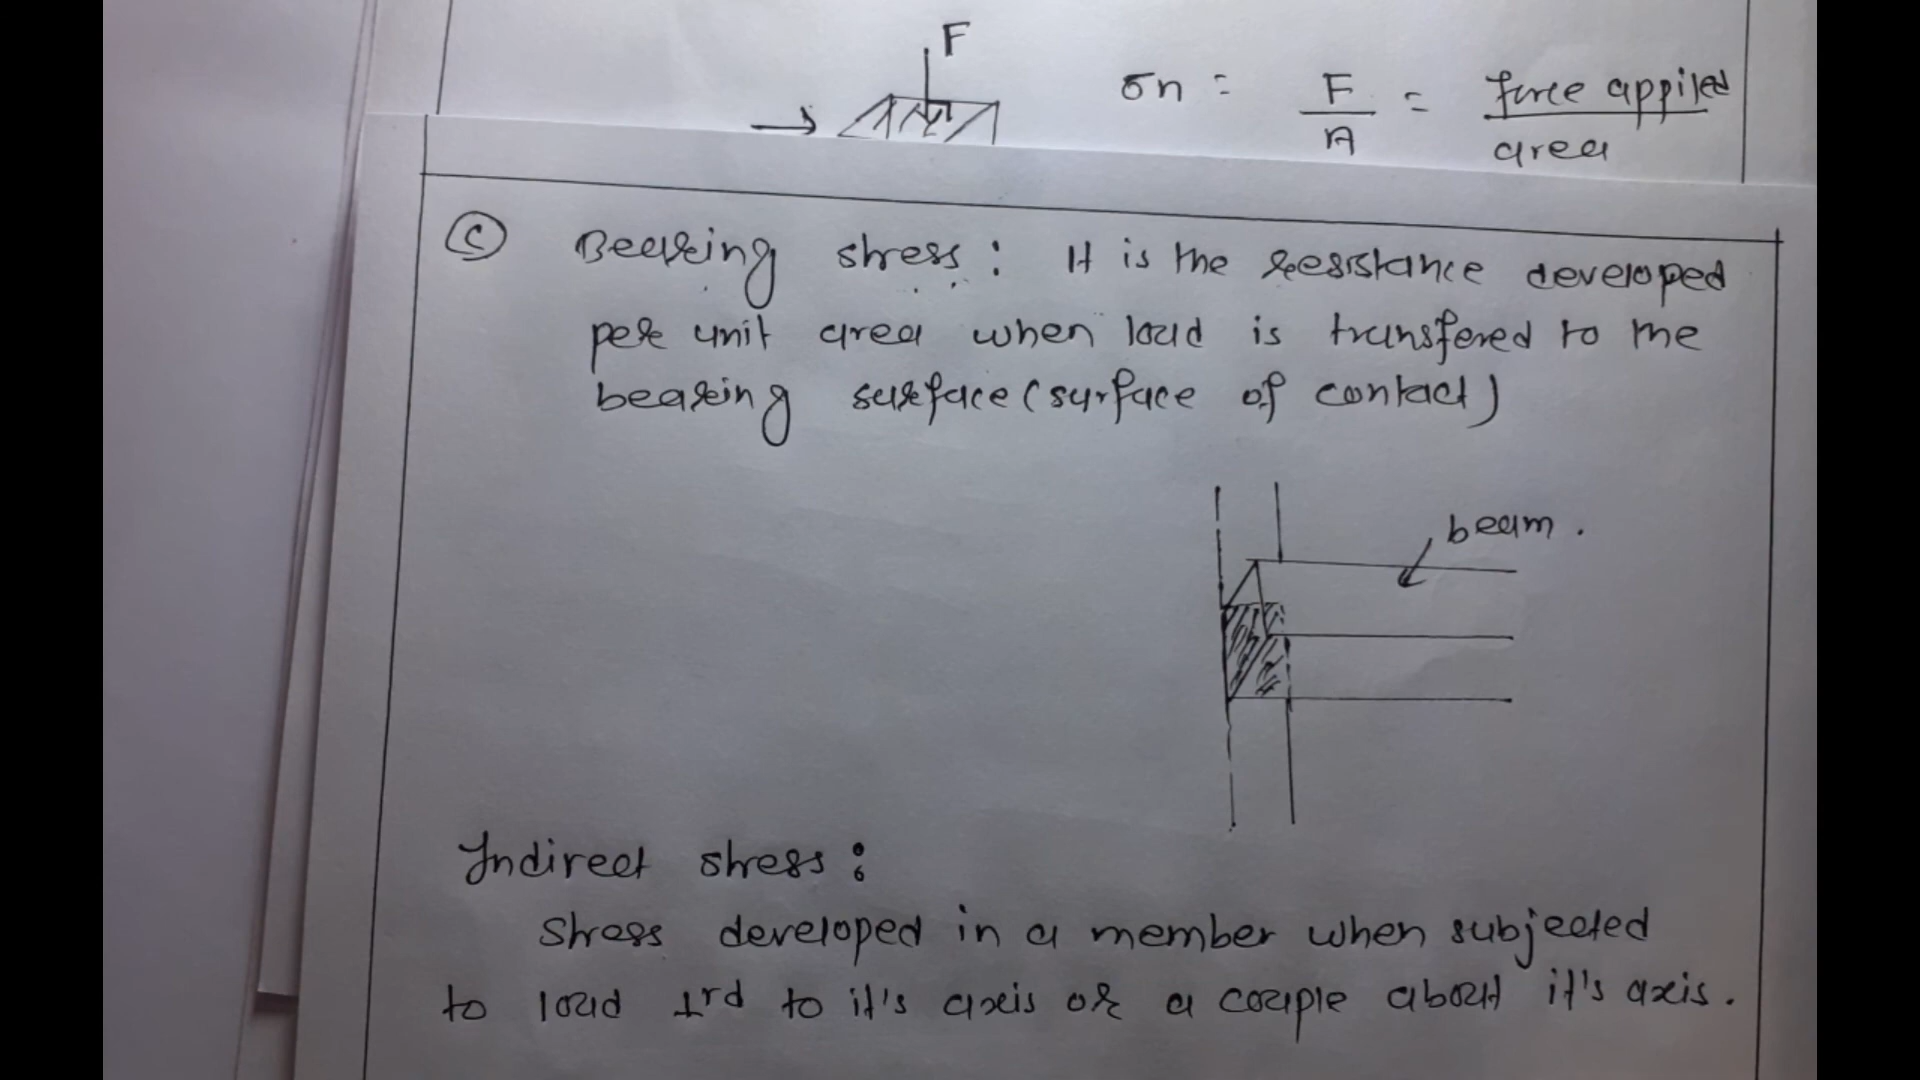 F
σn = F/A = force appiled/area
(c) Bearing stress : It is the resistance developed
per unit area when load is transfered to the
bearing surface (surface of contact)
beam.
Indirect stress :
stress developed in a member when subjected
to load ⊥rd to it's axis or a couple about it's axis.